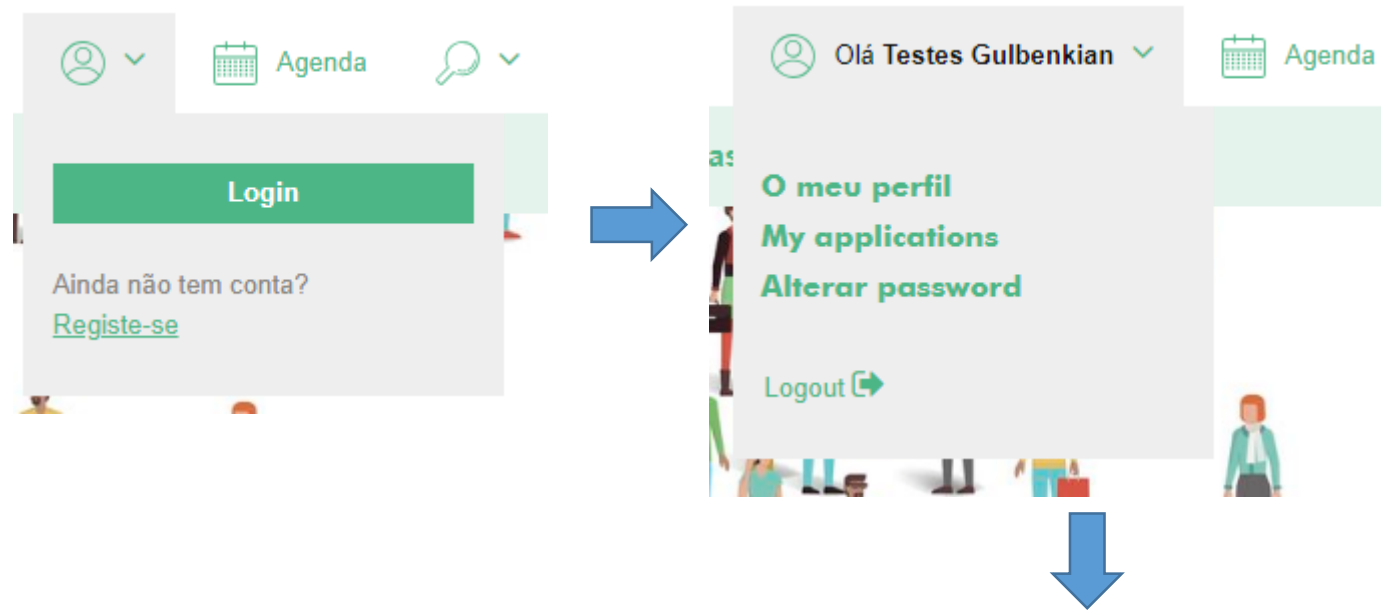 Agenda
Login
Ainda não tem conta?
Registe-se
Olá Testes Gulbenkian
Agenda
as
O meu perfil
My applications
Alterar password
Logout